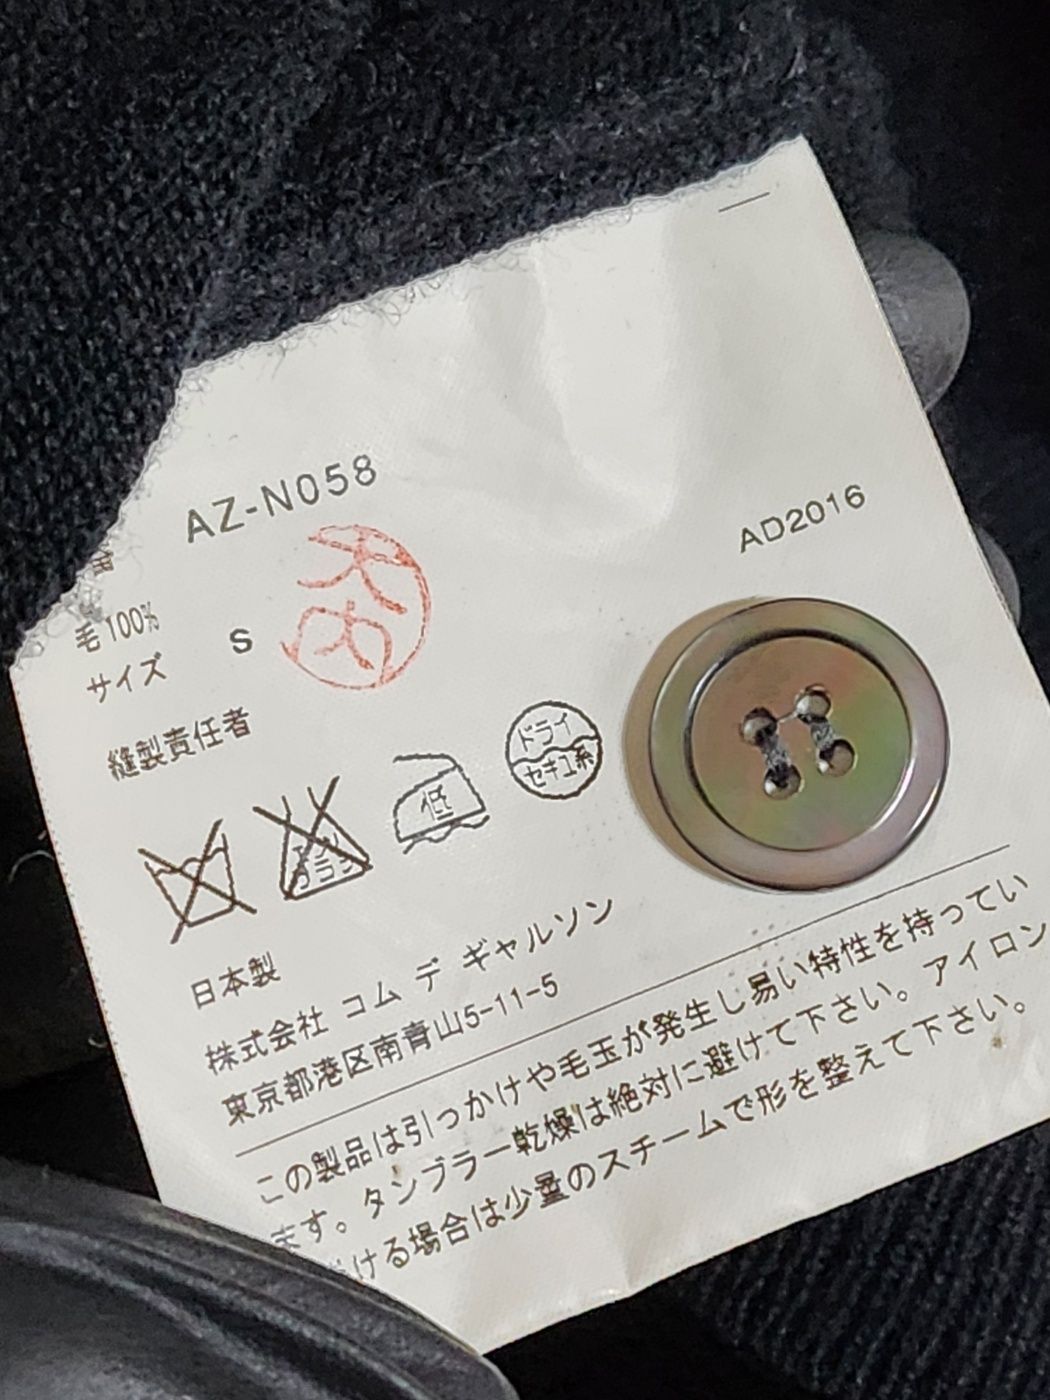 AZ-N058
AD2016
毛 100%
サイズ S
縫製責任者
ブラシ
低
ドライ
セキユ系
日本製
株式会社 コム デ ギャルソン
東京都港区南青山5-11-5
この製品は引っかけや毛玉が発生し易い特性を持ってい
ます。タンブラー乾燥は絶対に避けて下さい。アイロン
ける場合は少量のスチームで形を整えて下さい。